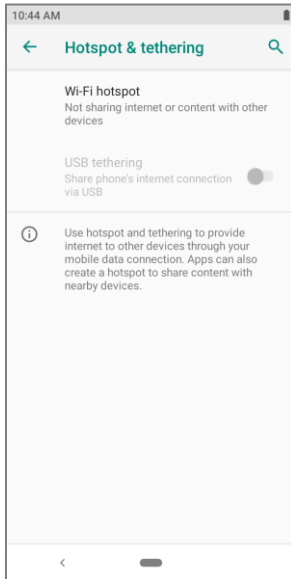 10:44 AM
Hotspot & tethering
Wi-Fi hotspot
Not sharing internet or content with other
devices
USB tethering
Share phone's internet connection
via USB
Use hotspot and tethering to provide
internet to other devices through your
mobile data connection. Apps can also
create a hotspot to share content with
nearby devices.